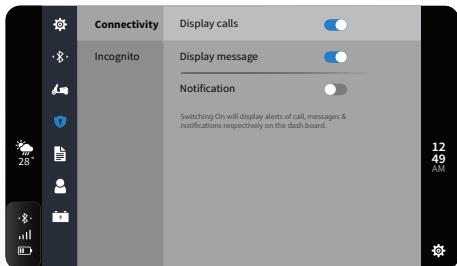 Connectivity
Incognito
Display calls
Display message
Notification
Switching On will display alerts of call, messages &
notifications respectively on the dash board.
28°
12
49
AM